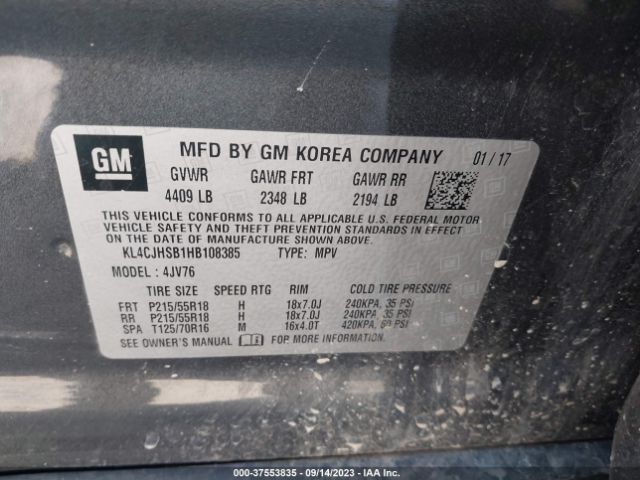 GM
MFD BY GM KOREA COMPANY 01/17
GVWR GAWR FRT GAWR RR
4409 LB 2348 LB 2194 LB
THIS VEHICLE CONFORMS TO ALL APPLICABLE U.S. FEDERAL MOTOR
VEHICLE SAFETY AND THEFT PREVENTION STANDARDS IN EFFECT ON
THE DATE OF MANUFACTURE SHOWN ABOVE.
KL4CJHSB1HB108385 TYPE: MPV
MODEL: 4JV76
TIRE SIZE SPEED RTG RIM COLD TIRE PRESSURE
FRT P215/55R18 H 18x7.0J 240KPA, 35 PSI
RR P215/55R18 H 18x7.0J 240KPA, 35 PSI
SPA T125/70R16 M 16x4.0T 420KPA, 60 PSI
SEE OWNER'S MANUAL FOR MORE INFORMATION.
000-37553835 - 09/14/2023 - IAA Inc.